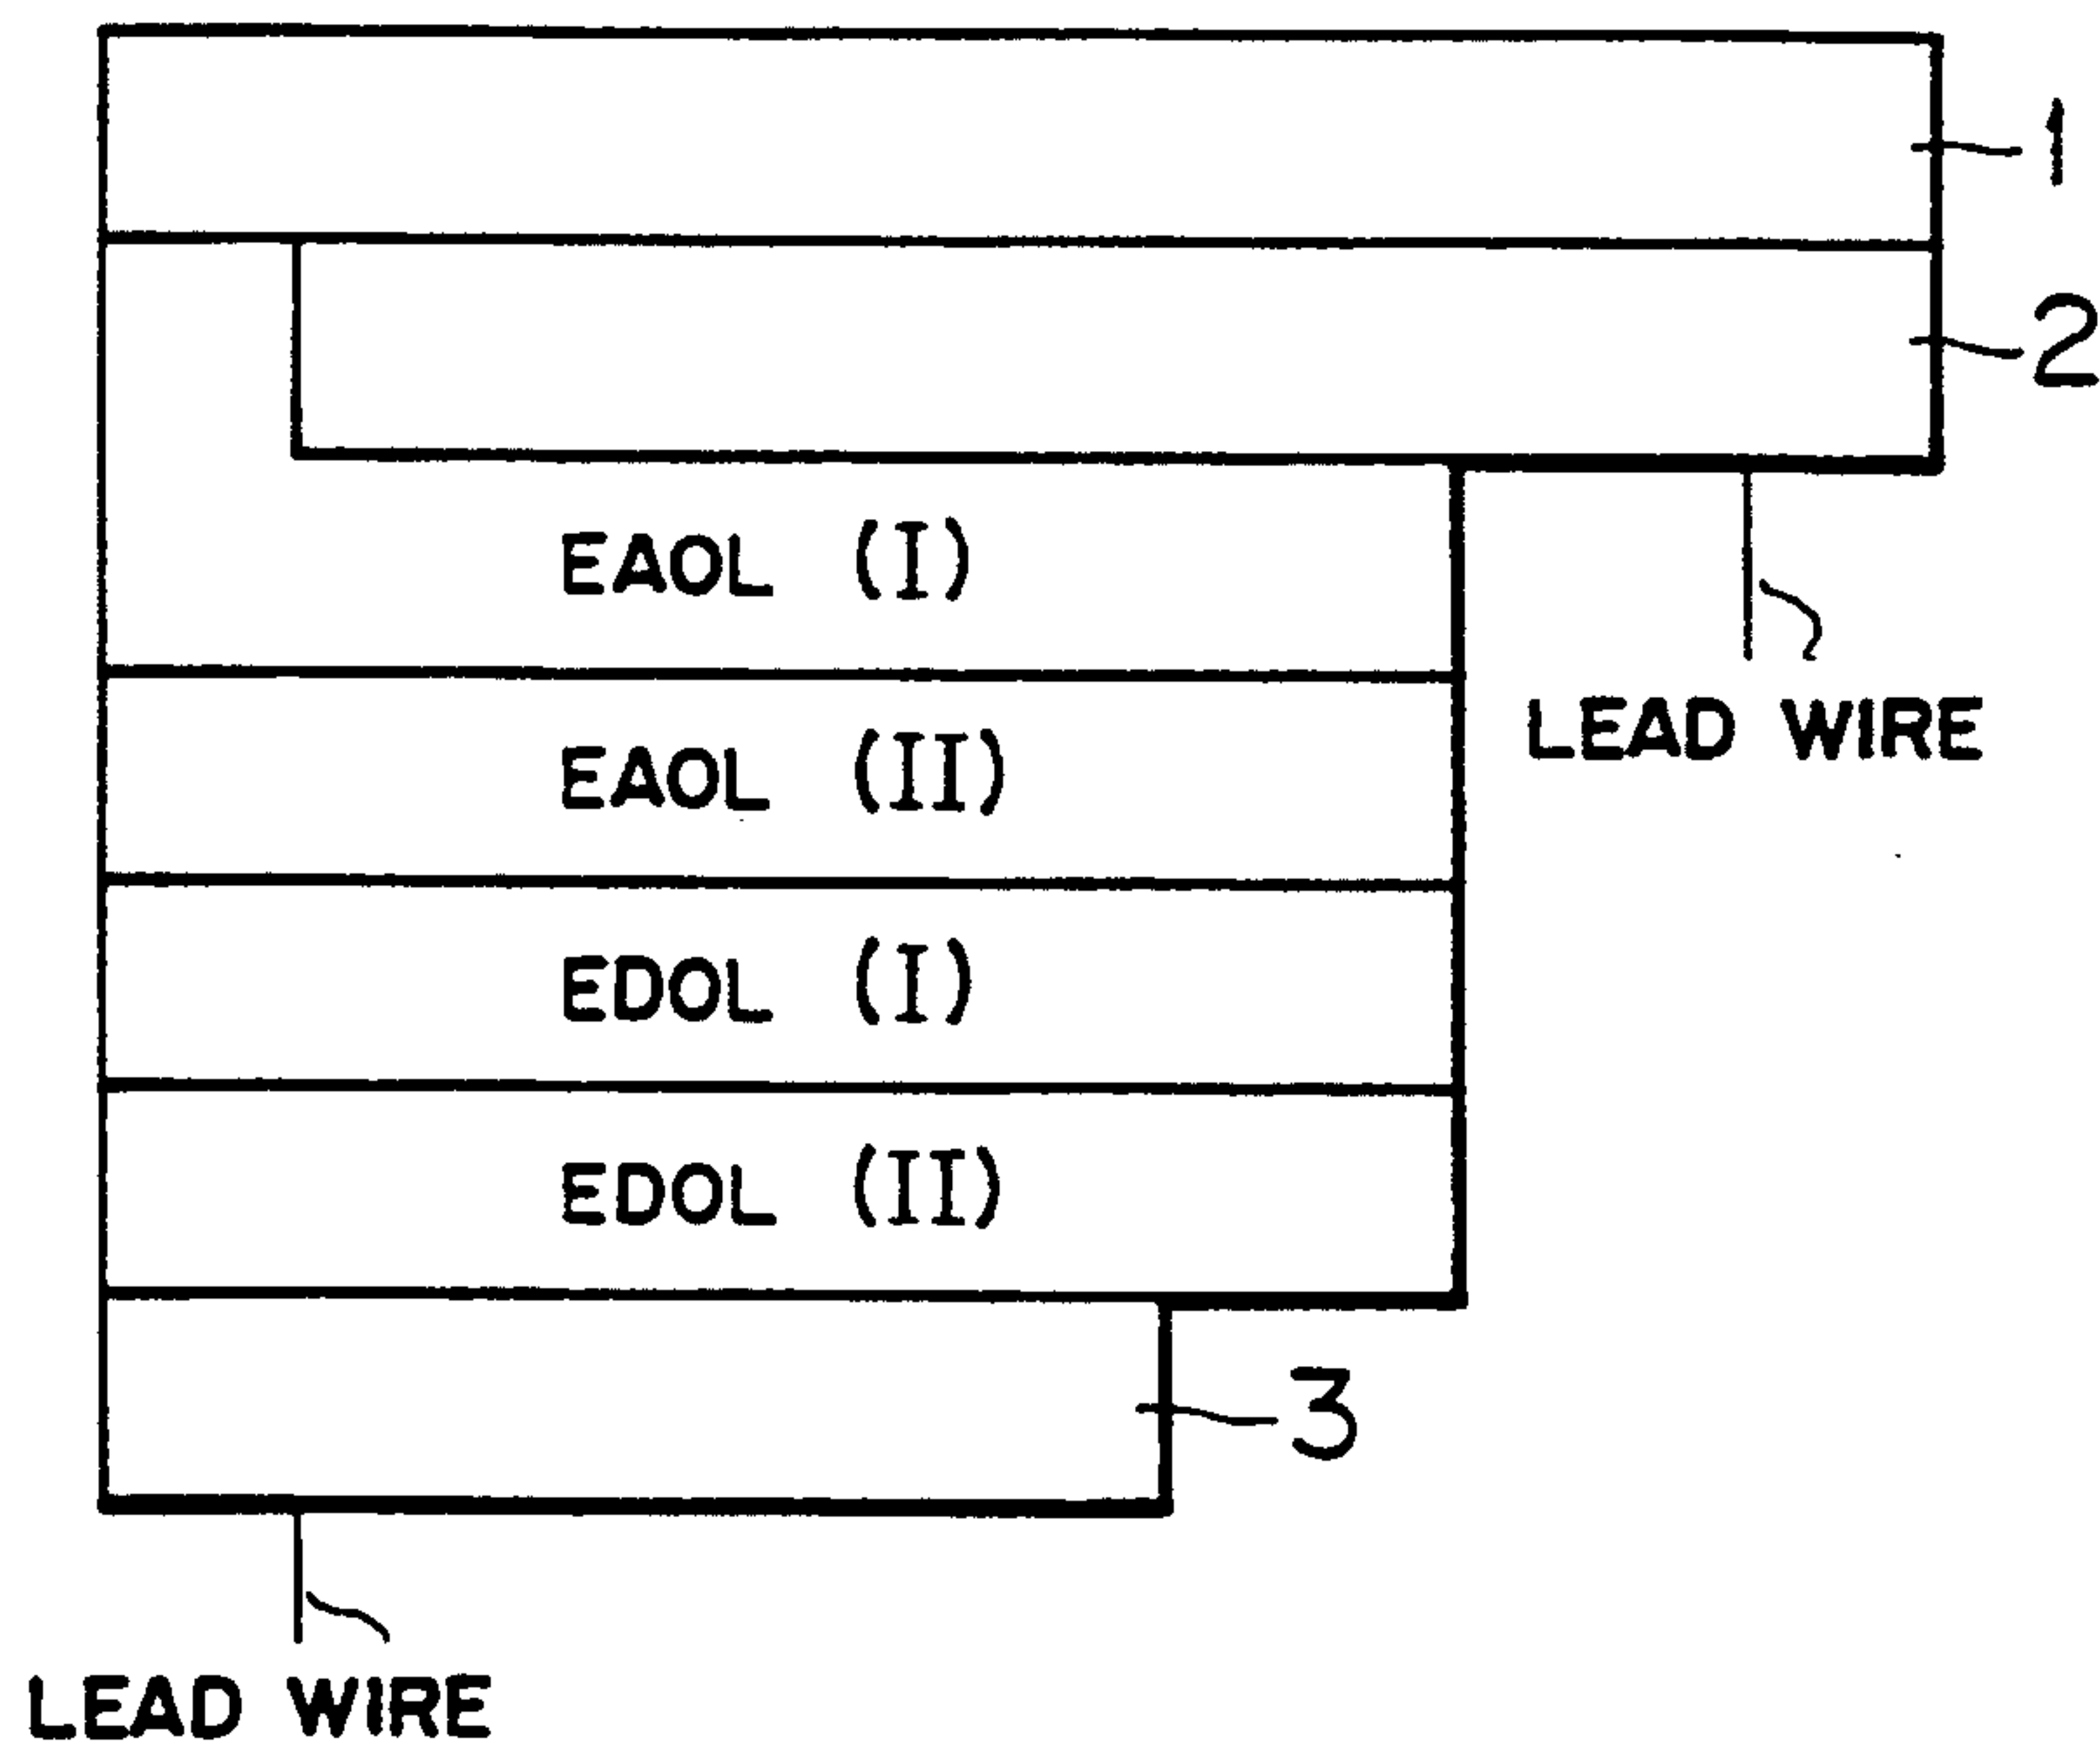 1
2
EAOL (I)
LEAD WIRE
EAOL (II)
EDOL (I)
EDOL (II)
3
LEAD WIRE